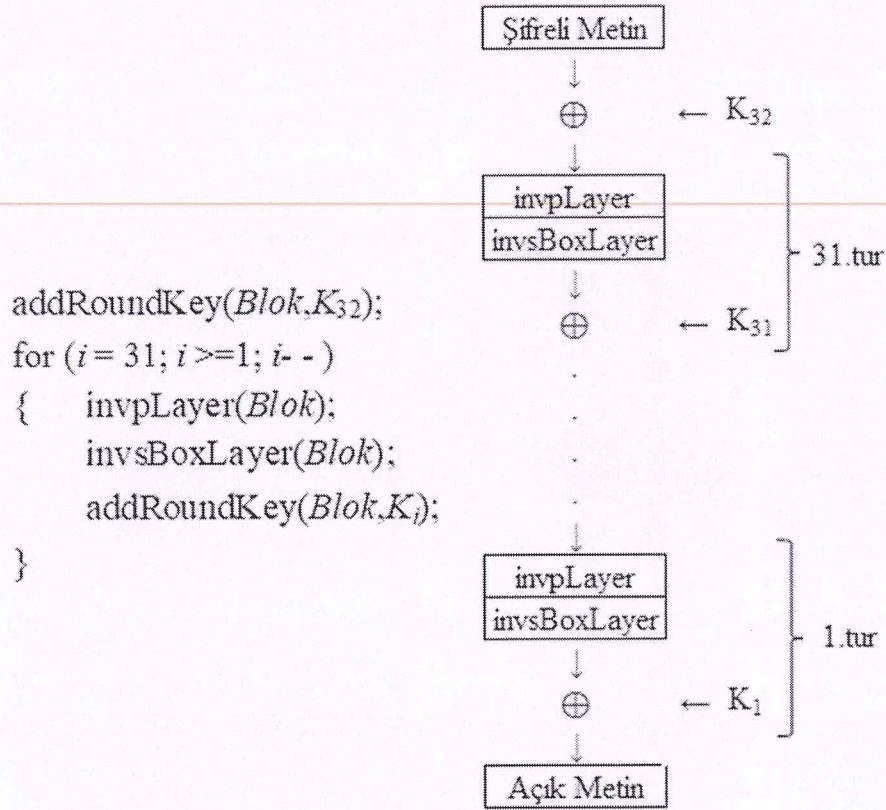 Şifreli Metin
↓
⊕ ← K32
↓
invpLayer
invsBoxLayer
31.tur
↓
⊕ ← K31
addRoundKey(Blok,K32);
for (i = 31; i >=1; i- - )
{ invpLayer(Blok);
invsBoxLayer(Blok);
addRoundKey(Blok,Ki);
}
↓
invpLayer
invsBoxLayer
1.tur
↓
⊕ ← K1
↓
Açık Metin